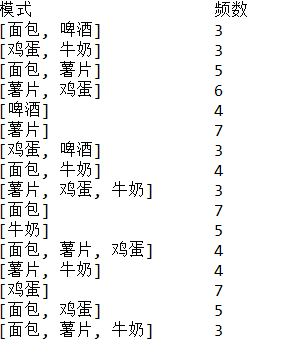 模式 频数
[面包, 啤酒] 3
[鸡蛋, 牛奶] 3
[面包, 薯片] 5
[薯片, 鸡蛋] 6
[啤酒] 4
[薯片] 7
[鸡蛋, 啤酒] 3
[面包, 牛奶] 4
[薯片, 鸡蛋, 牛奶] 3
[面包] 7
[牛奶] 5
[面包, 薯片, 鸡蛋] 4
[薯片, 牛奶] 4
[鸡蛋] 7
[面包, 鸡蛋] 5
[面包, 薯片, 牛奶] 3